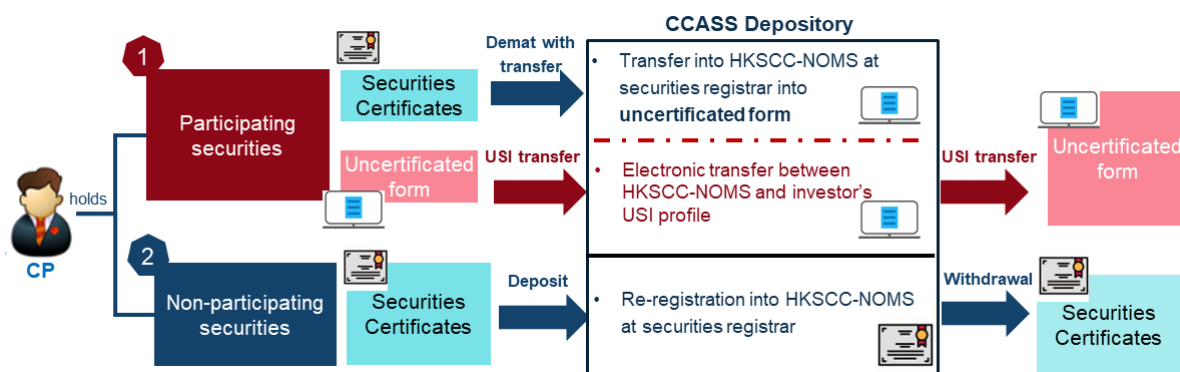 CCASS Depository
1
Participating
securities
Securities
Certificates
Demat with
transfer
• Transfer into HKSCC-NOMS at
securities registrar into
uncertificated form
Uncertificated
form
USI transfer
• Electronic transfer between
HKSCC-NOMS and investor's
USI profile
USI transfer
Uncertificated
form
holds
CP
2
Non-participating
securities
Securities
Certificates
Deposit
• Re-registration into HKSCC-NOMS
at securities registrar
Withdrawal
Securities
Certificates